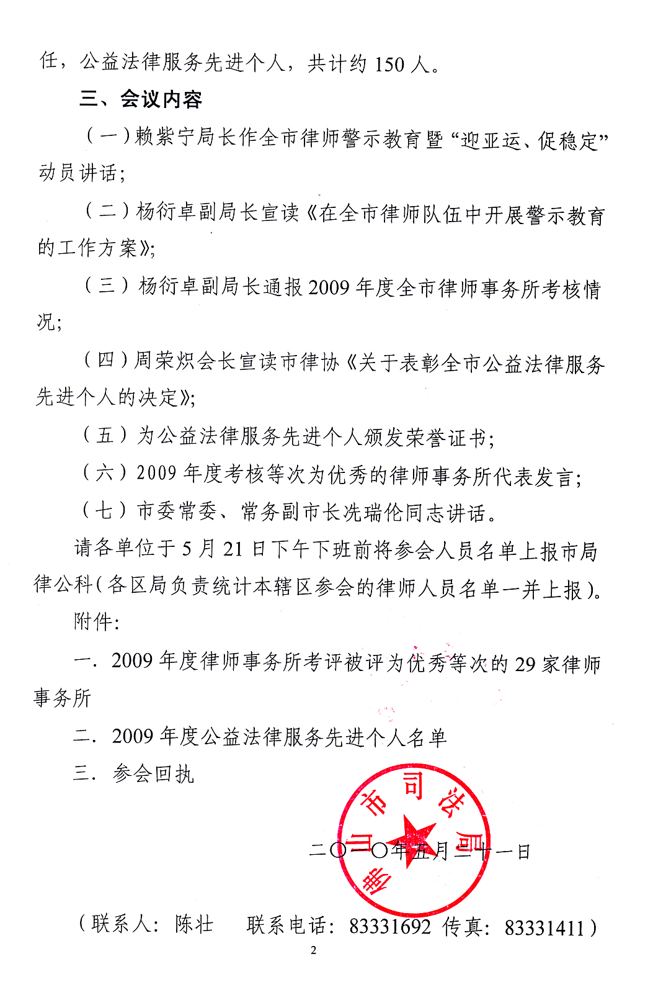 任，公益法律服务先进个人，共计约 150 人。
三、会议内容
（一）赖紫宁局长作全市律师警示教育暨“迎亚运、促稳定”
动员讲话；
（二）杨衍卓副局长宣读《在全市律师队伍中开展警示教育
的工作方案》；
（三）杨衍卓副局长通报 2009 年度全市律师事务所考核情
况；
（四）周荣炽会长宣读市律协《关于表彰全市公益法律服务
先进个人的决定》；
（五）为公益法律服务先进个人颁发荣誉证书；
（六）2009 年度考核等次为优秀的律师事务所代表发言；
（七）市委常委、常务副市长冼瑞伦同志讲话。
请各单位于 5 月 21 日下午下班前将参会人员名单上报市局
律公科（各区局负责统计本辖区参会的律师人员名单一并上报）。
附件：
一．2009 年度律师事务所考评被评为优秀等次的 29 家律师
事务所
二．2009 年度公益法律服务先进个人名单
三．参会回执
佛山市司法局
二〇一〇年五月二十一日
（联系人：陈壮 联系电话：83331692 传真：83331411）
2